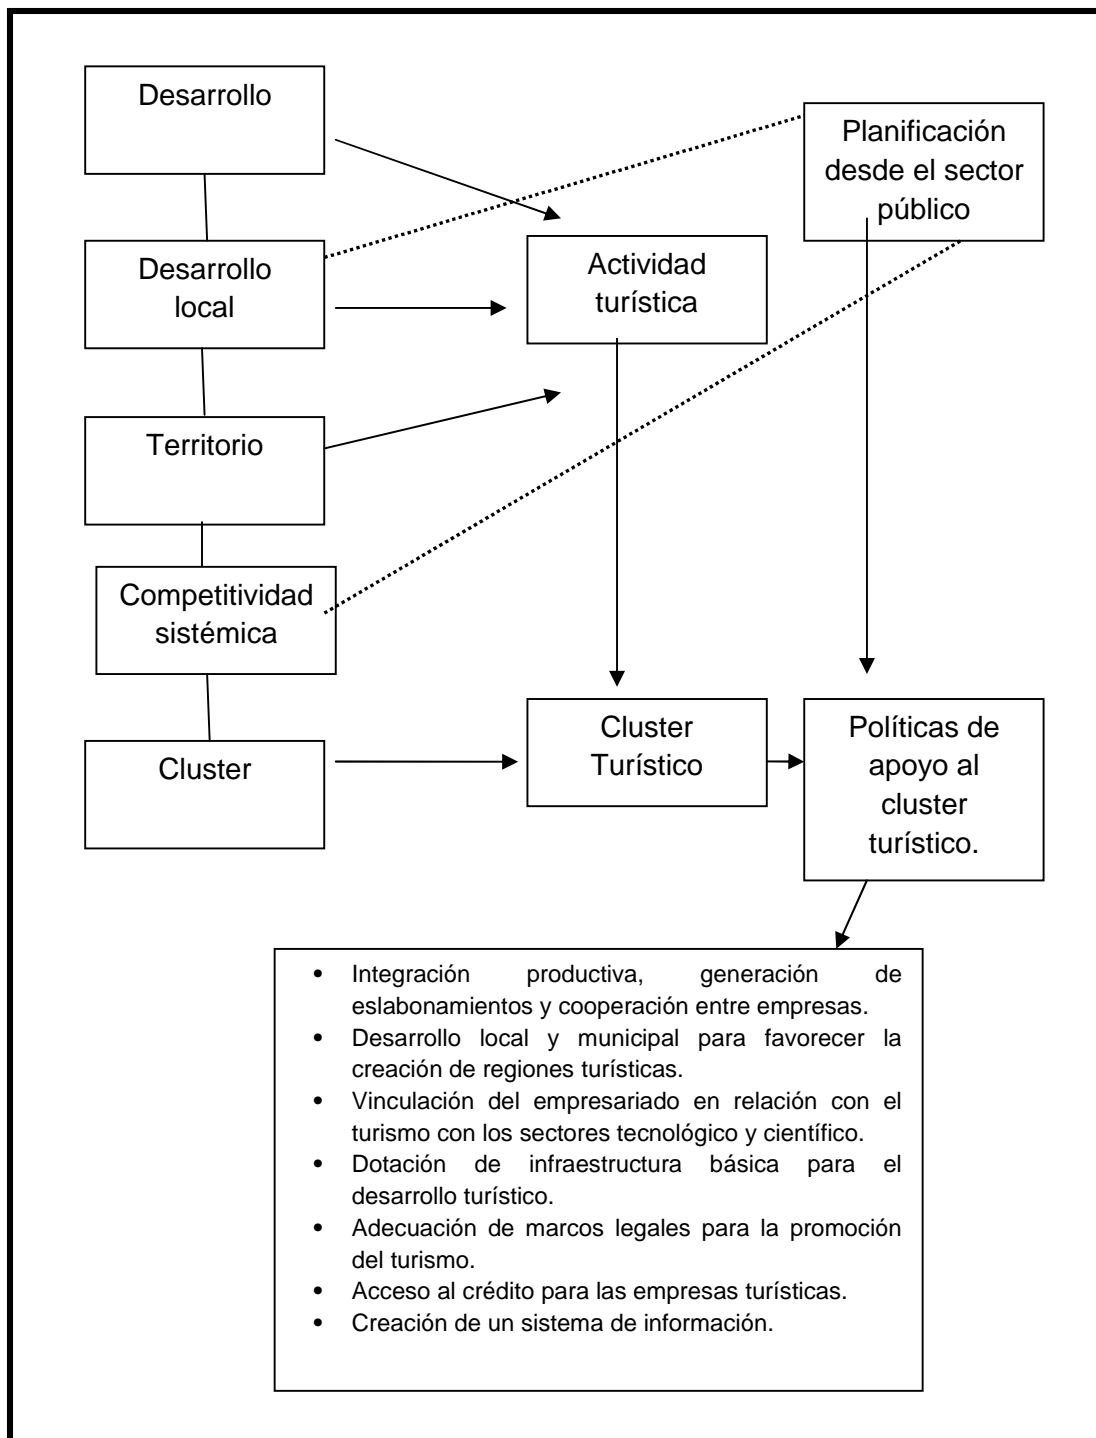 Desarrollo
Planificación
desde el sector
público
Desarrollo
local
Actividad
turística
Territorio
Competitividad
sistémica
Cluster
Cluster
Turístico
Políticas de
apoyo al
cluster
turístico.
• Integración productiva, generación de
eslabonamientos y cooperación entre empresas.
• Desarrollo local y municipal para favorecer la
creación de regiones turísticas.
• Vinculación del empresariado en relación con el
turismo con los sectores tecnológico y científico.
• Dotación de infraestructura básica para el
desarrollo turístico.
• Adecuación de marcos legales para la promoción
del turismo.
• Acceso al crédito para las empresas turísticas.
• Creación de un sistema de información.